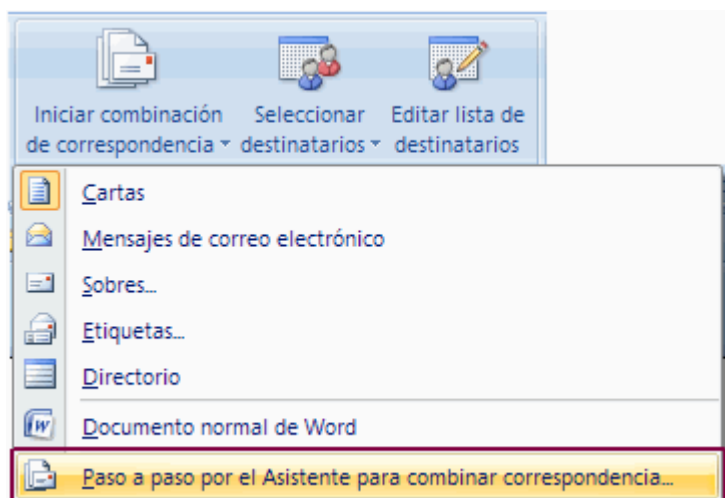 Iniciar combinación
de correspondencia
Seleccionar
destinatarios
Editar lista de
destinatarios
Cartas
Mensajes de correo electrónico
Sobres...
Etiquetas...
Directorio
Documento normal de Word
Paso a paso por el Asistente para combinar correspondencia...